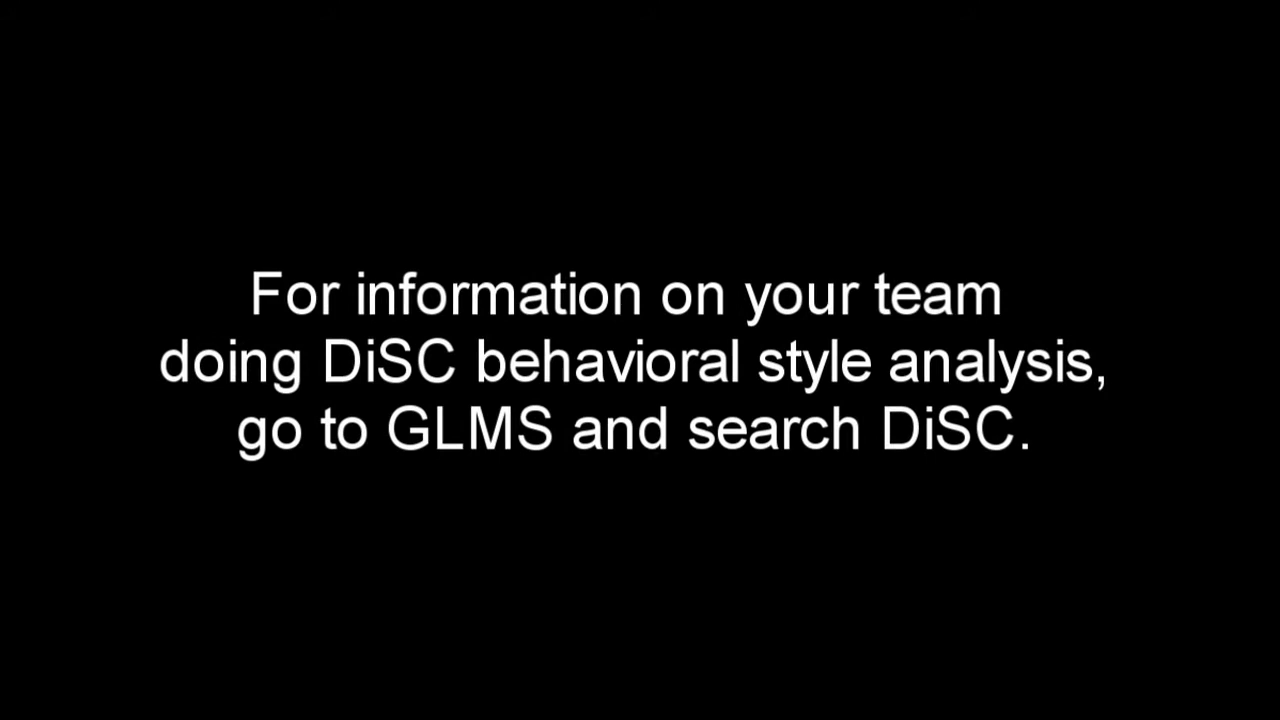 For information on your team
doing DiSC behavioral style analysis,
go to GLMS and search DiSC.